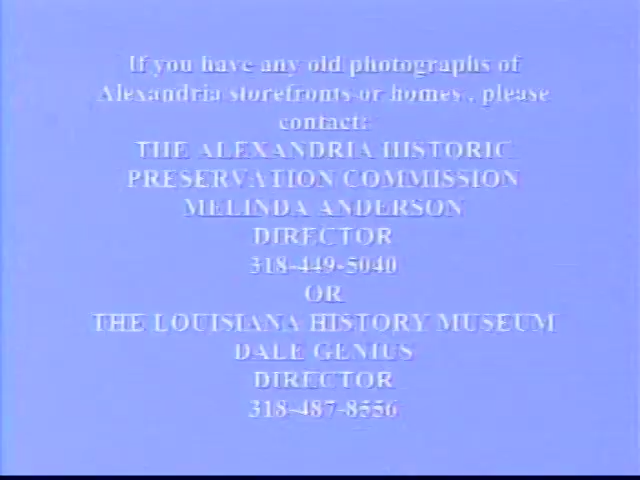 If you have any old photographs of
Alexandria storefronts or homes , please
contact:
THE ALEXANDRIA HISTORIC
PRESERVATION COMMISSION
MELINDA ANDERSON
DIRECTOR
318-449-5040
OR
THE LOUISIANA HISTORY MUSEUM
DALE GENIUS
DIRECTOR
318-487-8556